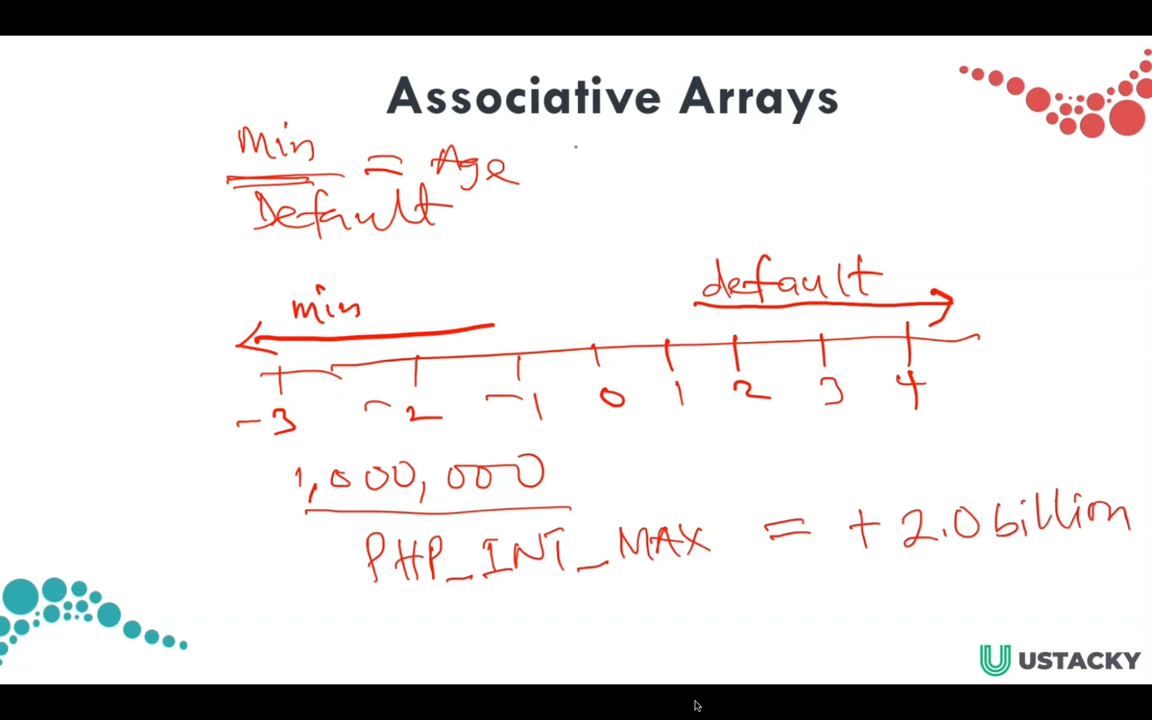 Associative Arrays
Min = Age
Default
min
default
-3 -2 -1 0 1 2 3 4
1,000,000
PHP_INT_MAX = +2.0 billion
USTACKY